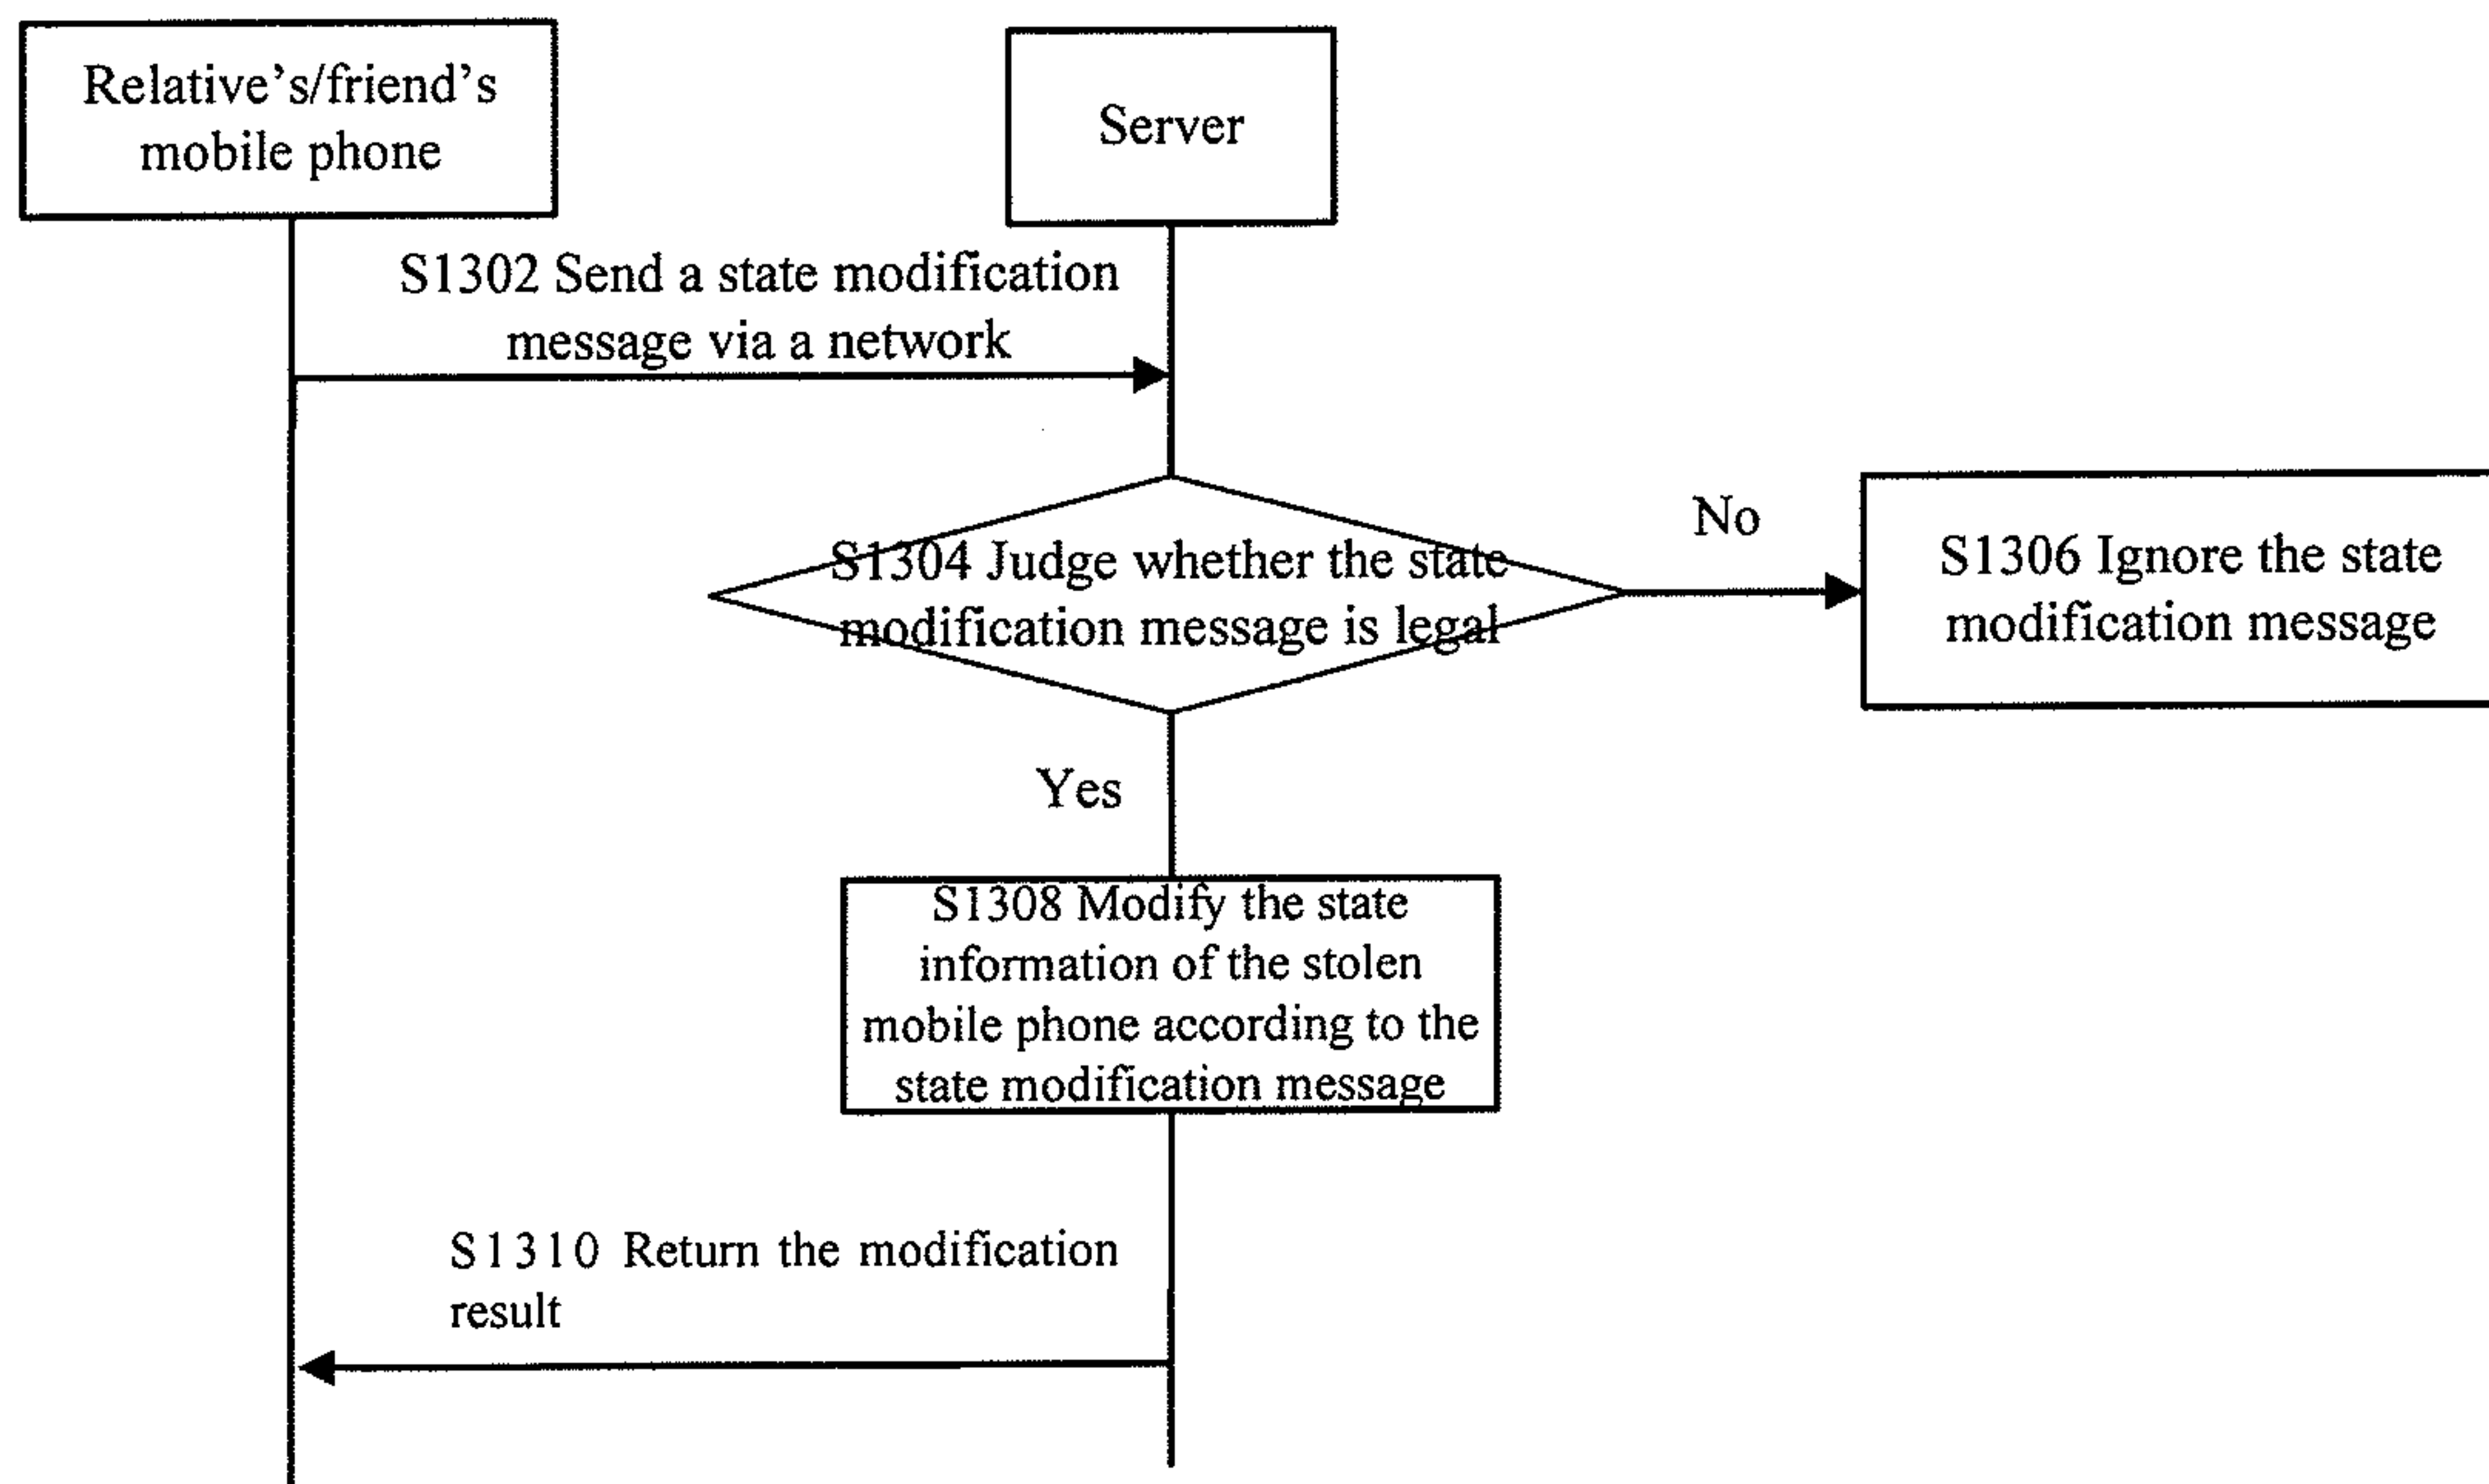 Relative's/friend's
mobile phone
Server
S1302 Send a state modification
message via a network
S1304 Judge whether the state
modification message is legal
No
S1306 Ignore the state
modification message
Yes
S1308 Modify the state
information of the stolen
mobile phone according to the
state modification message
S1310 Return the modification
result